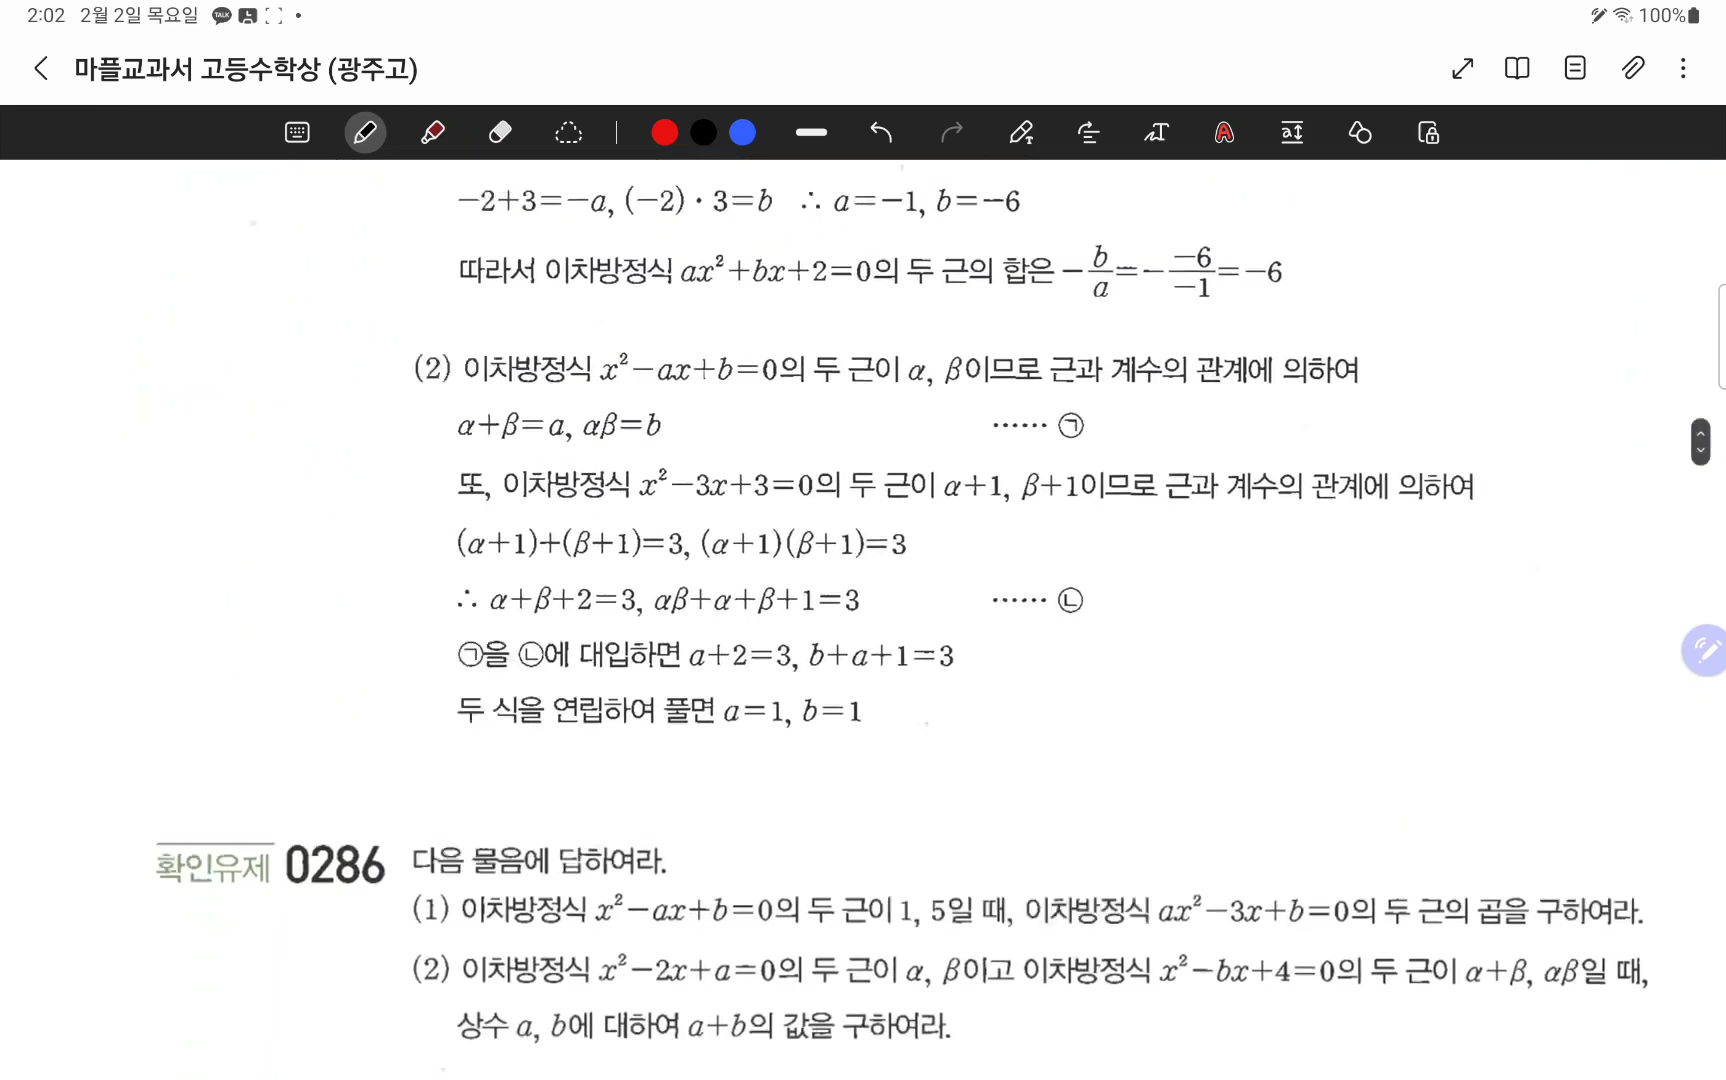 2:02 2월 2일 목요일 TALK 100%
마플교과서 고등수학상 (광주고)
−2+3=−a, (−2)·3=b ∴ a=−1, b=−6
따라서 이차방정식 ax²+bx+2=0의 두 근의 합은 −b/a=−(−6)/(−1)=−6
(2) 이차방정식 x²−ax+b=0의 두 근이 α, β이므로 근과 계수의 관계에 의하여
α+β=a, αβ=b ······ ㉠
또, 이차방정식 x²−3x+3=0의 두 근이 α+1, β+1이므로 근과 계수의 관계에 의하여
(α+1)+(β+1)=3, (α+1)(β+1)=3
∴ α+β+2=3, αβ+α+β+1=3 ······ ㉡
㉠을 ㉡에 대입하면 a+2=3, b+a+1=3
두 식을 연립하여 풀면 a=1, b=1
확인유제 0286 다음 물음에 답하여라.
(1) 이차방정식 x²−ax+b=0의 두 근이 1, 5일 때, 이차방정식 ax²−3x+b=0의 두 근의 곱을 구하여라.
(2) 이차방정식 x²−2x+a=0의 두 근이 α, β이고 이차방정식 x²−bx+4=0의 두 근이 α+β, αβ일 때,
상수 a, b에 대하여 a+b의 값을 구하여라.